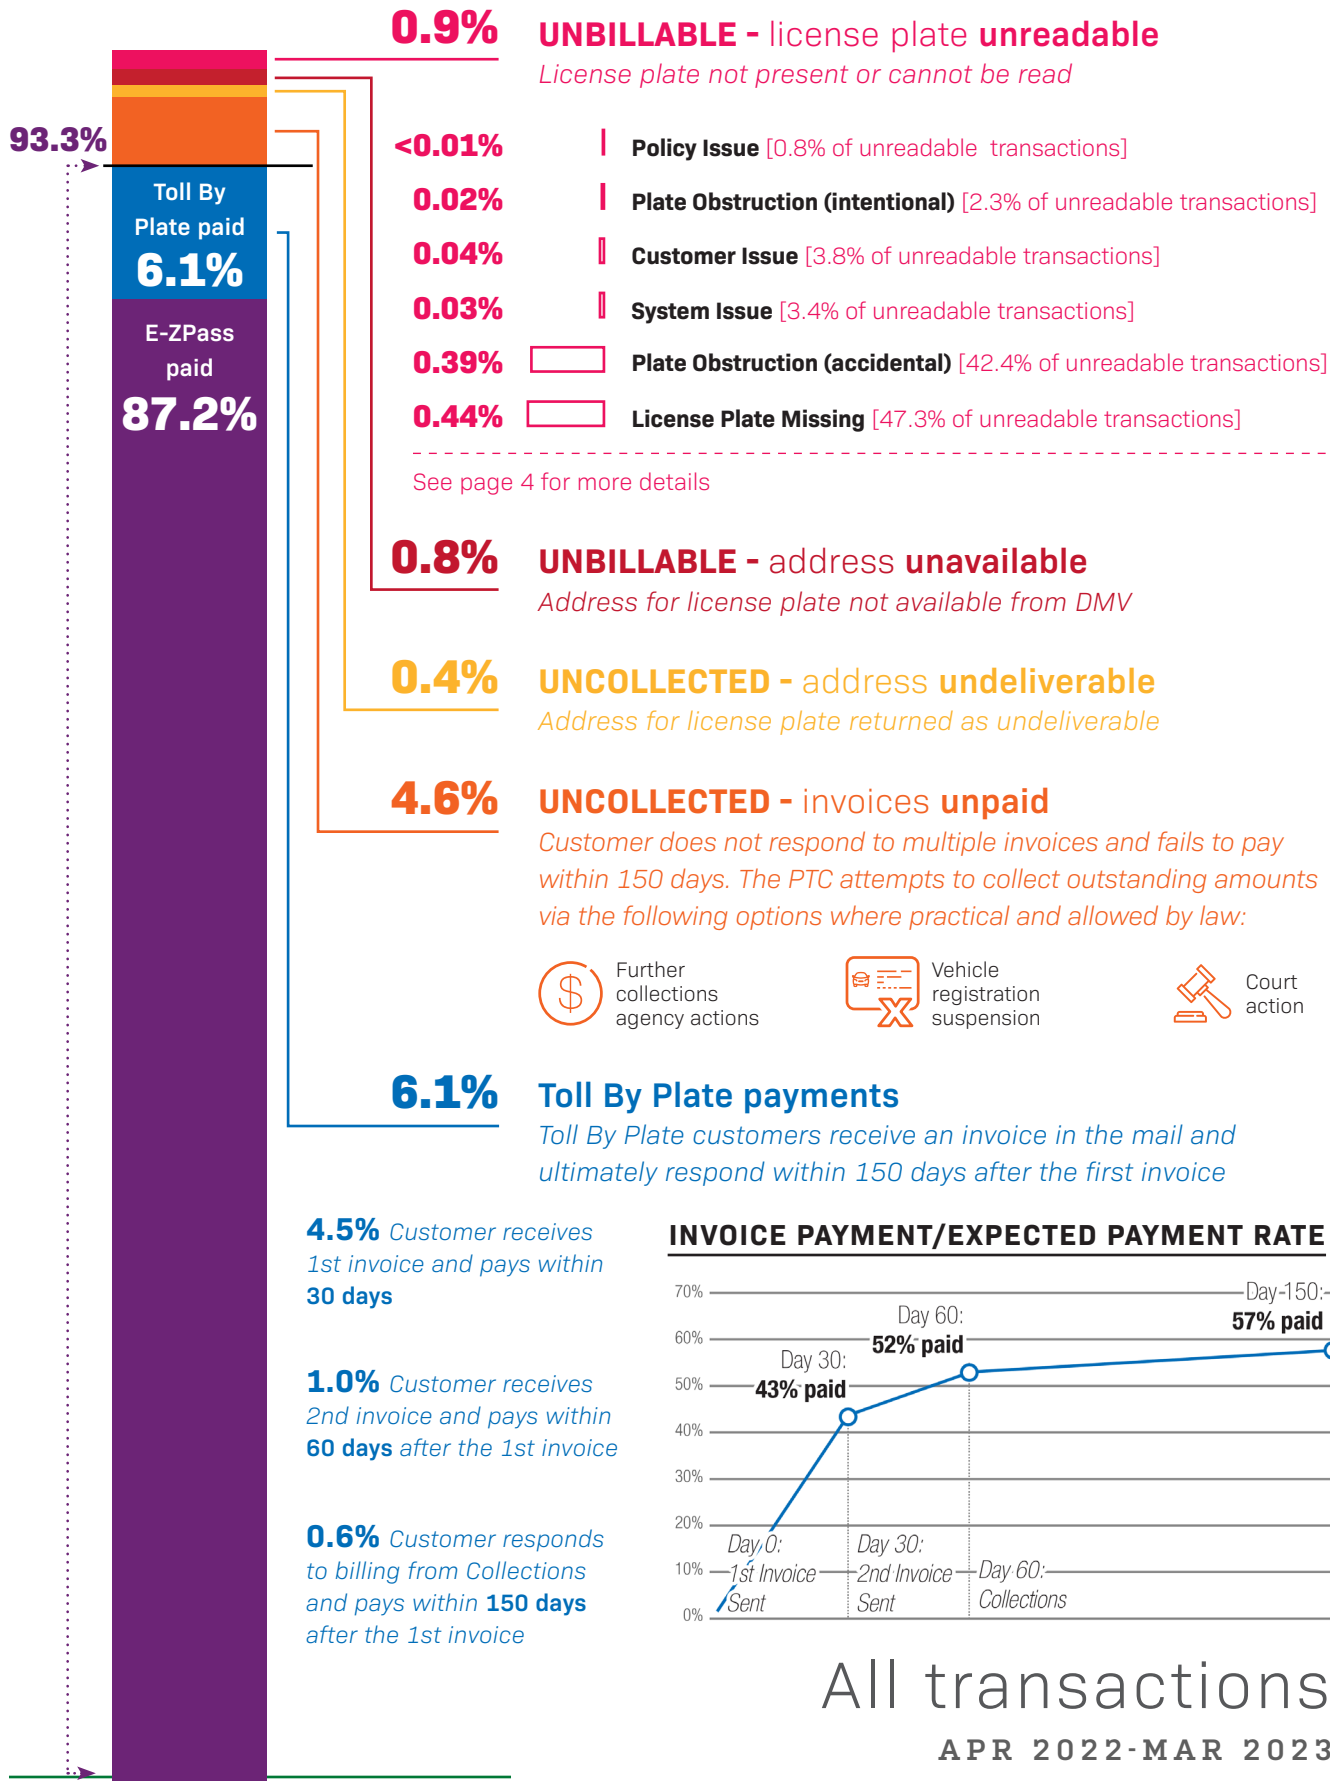 0.9% UNBILLABLE - license plate unreadable
License plate not present or cannot be read
93.3%
Toll By
Plate paid
6.1%
E-ZPass
paid
87.2%
<0.01% Policy Issue [0.8% of unreadable transactions]
0.02% Plate Obstruction (intentional) [2.3% of unreadable transactions]
0.04% Customer Issue [3.8% of unreadable transactions]
0.03% System Issue [3.4% of unreadable transactions]
0.39% Plate Obstruction (accidental) [42.4% of unreadable transactions]
0.44% License Plate Missing [47.3% of unreadable transactions]
See page 4 for more details
0.8% UNBILLABLE - address unavailable
Address for license plate not available from DMV
0.4% UNCOLLECTED - address undeliverable
Address for license plate returned as undeliverable
4.6% UNCOLLECTED - invoices unpaid
Customer does not respond to multiple invoices and fails to pay
within 150 days. The PTC attempts to collect outstanding amounts
via the following options where practical and allowed by law:
$
Further
collections
agency actions
Vehicle
registration
suspension
Court
action
6.1% Toll By Plate payments
Toll By Plate customers receive an invoice in the mail and
ultimately respond within 150 days after the first invoice
4.5% Customer receives
1st invoice and pays within
30 days
1.0% Customer receives
2nd invoice and pays within
60 days after the 1st invoice
0.6% Customer responds
to billing from Collections
and pays within 150 days
after the 1st invoice
INVOICE PAYMENT/EXPECTED PAYMENT RATE
70%
60%
50%
40%
30%
20%
10%
0%
Day 30:
43% paid
Day 60:
52% paid
Day 150:
57% paid
Day 0:
1st Invoice
Sent
Day 30:
2nd Invoice
Sent
Day 60:
Collections
All transactions
APR 2022-MAR 2023